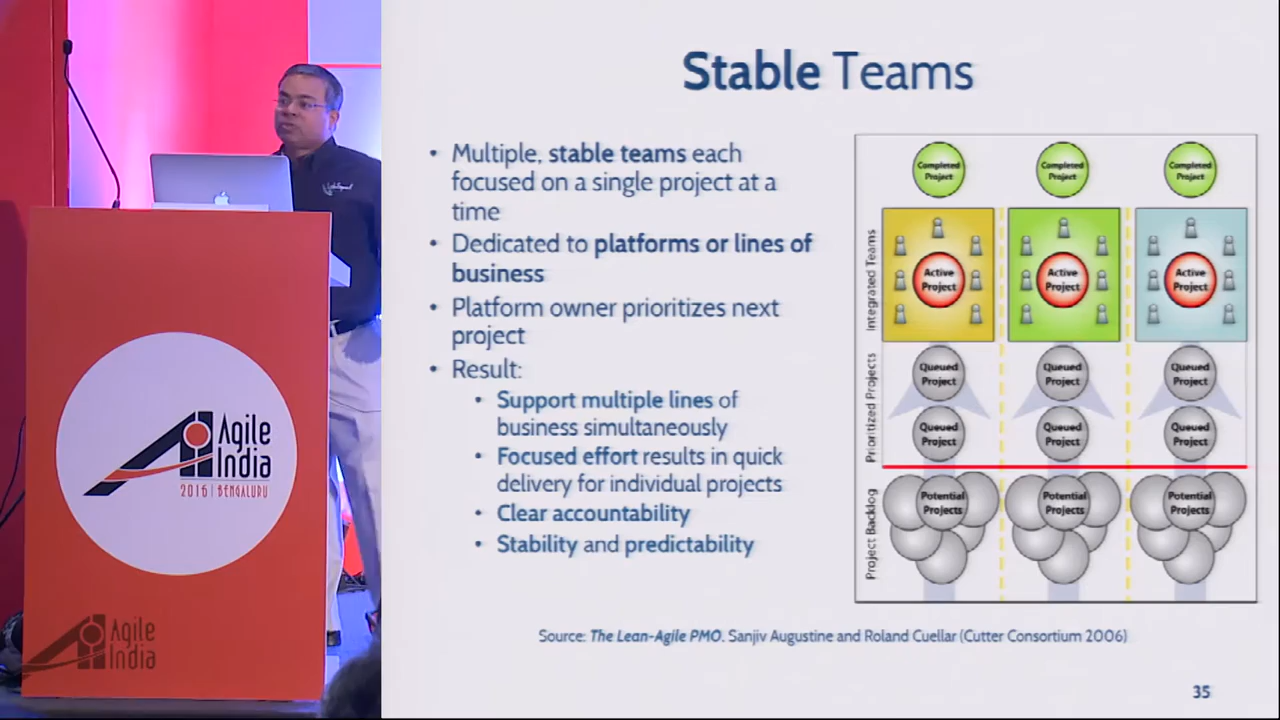 Stable Teams
• Multiple, stable teams each
focused on a single project at a
time
• Dedicated to platforms or lines of
business
• Platform owner prioritizes next
project
• Result:
• Support multiple lines of
business simultaneously
• Focused effort results in quick
delivery for individual projects
• Clear accountability
• Stability and predictability
Completed
Project
Completed
Project
Completed
Project
Integrated Teams
Active
Project
Active
Project
Active
Project
Prioritized Projects
Queued
Project
Queued
Project
Queued
Project
Queued
Project
Queued
Project
Queued
Project
Project Backlog
Potential
Projects
Potential
Projects
Potential
Projects
Source: The Lean-Agile PMO. Sanjiv Augustine and Roland Cuellar (Cutter Consortium 2006)
35
Agile
India
2016 | BENGALURU
Agile
India